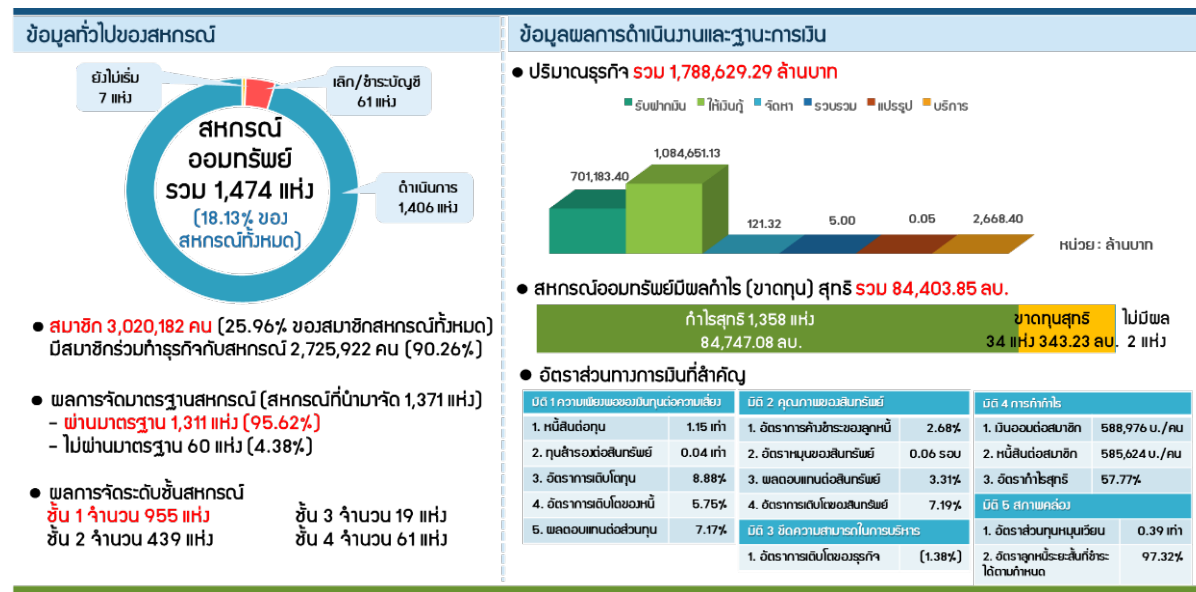 ข้อมูลทั่วไปของสหกรณ์
ยังไม่เริ่ม
7 แห่ง
เลิก/ชำระบัญชี
61 แห่ง
สหกรณ์
ออมทรัพย์
รวม 1,474 แห่ง
(18.13% ของ
สหกรณ์ทั้งหมด)
ดำเนินการ
1,406 แห่ง
● สมาชิก 3,020,182 คน (25.96% ของสมาชิกสหกรณ์ทั้งหมด)
มีสมาชิกร่วมทำธุรกิจกับสหกรณ์ 2,725,922 คน (90.26%)
● ผลการจัดมาตรฐานสหกรณ์ (สหกรณ์ที่นำมาจัด 1,371 แห่ง)
– ผ่านมาตรฐาน 1,311 แห่ง (95.62%)
– ไม่ผ่านมาตรฐาน 60 แห่ง (4.38%)
● ผลการจัดระดับชั้นสหกรณ์
ชั้น 1 จำนวน 955 แห่ง ชั้น 3 จำนวน 19 แห่ง
ชั้น 2 จำนวน 439 แห่ง ชั้น 4 จำนวน 61 แห่ง
ข้อมูลผลการดำเนินงานและฐานะการเงิน
● ปริมาณธุรกิจ รวม 1,788,629.29 ล้านบาท
รับฝากเงิน ให้เงินกู้ จัดหา รวบรวม แปรรูป บริการ
701,183.40 1,084,651.13 121.32 5.00 0.05 2,668.40
หน่วย : ล้านบาท
● สหกรณ์ออมทรัพย์มีผลกำไร (ขาดทุน) สุทธิ รวม 84,403.85 ลบ.
กำไรสุทธิ 1,358 แห่ง ขาดทุนสุทธิ ไม่มีผล
84,747.08 ลบ. 34 แห่ง 343.23 ลบ. 2 แห่ง
● อัตราส่วนทางการเงินที่สำคัญ
มิติ 1 ความเพียงพอของเงินทุนต่อความเสี่ยง
1. หนี้สินต่อทุน 1.15 เท่า
2. ทุนสำรองต่อสินทรัพย์ 0.04 เท่า
3. อัตราการเติบโตทุน 8.88%
4. อัตราการเติบโตของหนี้ 5.75%
5. ผลตอบแทนต่อส่วนทุน 7.17%
มิติ 2 คุณภาพของสินทรัพย์
1. อัตราการค้างชำระของลูกหนี้ 2.68%
2. อัตราหมุนของสินทรัพย์ 0.06 รอบ
3. ผลตอบแทนต่อสินทรัพย์ 3.31%
4. อัตราการเติบโตของสินทรัพย์ 7.19%
มิติ 3 ขีดความสามารถในการบริหาร
1. อัตราการเติบโตของธุรกิจ (1.38%)
มิติ 4 การทำกำไร
1. เงินออมต่อสมาชิก 588,976 บ./คน
2. หนี้สินต่อสมาชิก 585,624 บ./คน
3. อัตรากำไรสุทธิ 57.77%
มิติ 5 สภาพคล่อง
1. อัตราส่วนทุนหมุนเวียน 0.39 เท่า
2. อัตราลูกหนี้ระยะสั้นที่ชำระ 97.32%
ได้ตามกำหนด